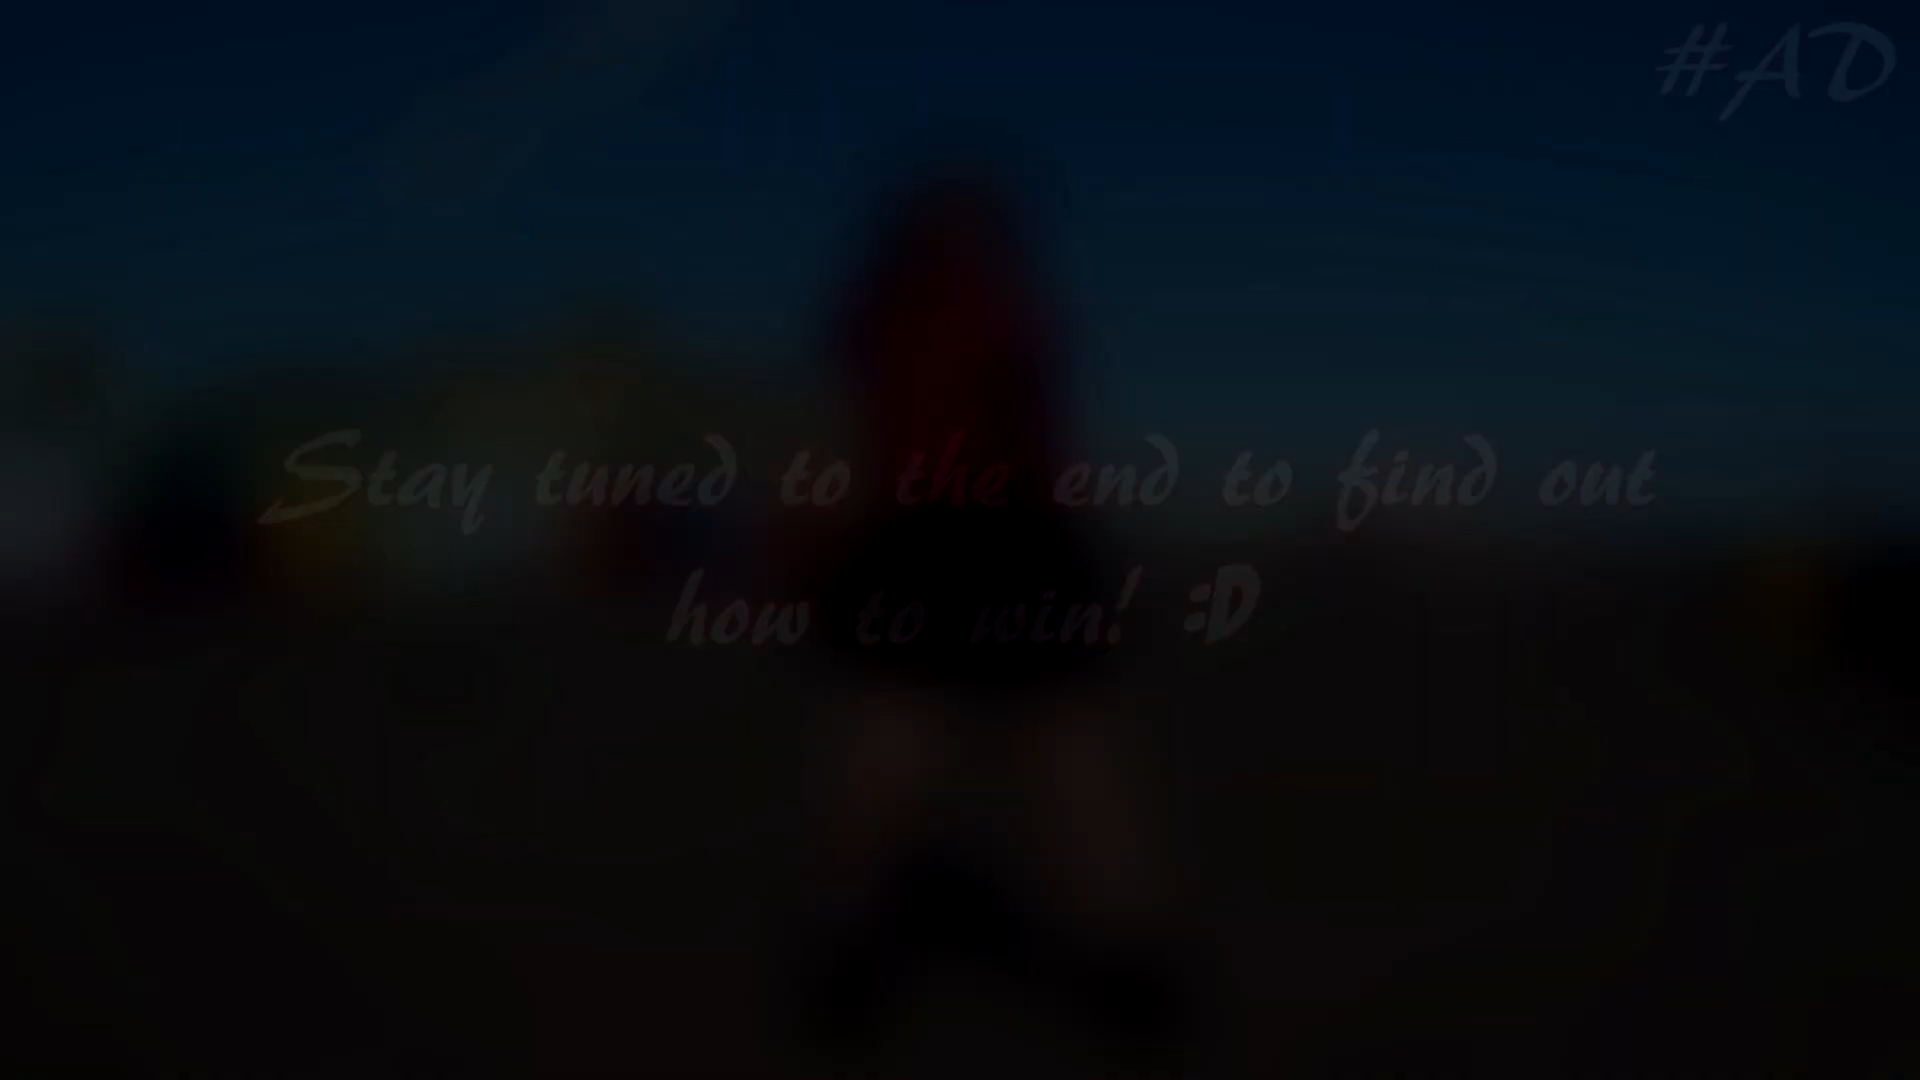 #AD
Stay tuned to the end to find out
how to win! :D